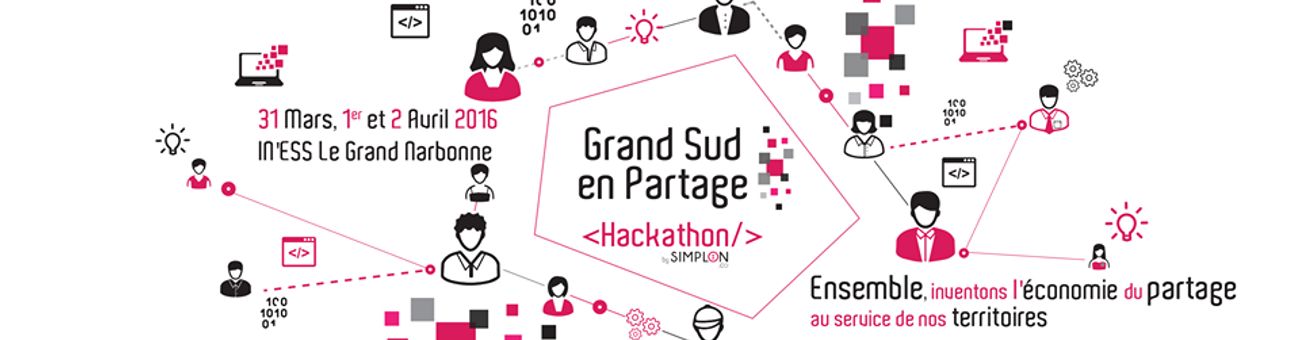 </>
1010
01
31 Mars, 1er et 2 Avril 2016
IN'ESS Le Grand Narbonne
Grand Sud
en Partage
<Hackathon/>
by SIMPLON
.co
1010
01
</>
</>
1010
01
Ensemble, inventons l'économie du partage
au service de nos territoires